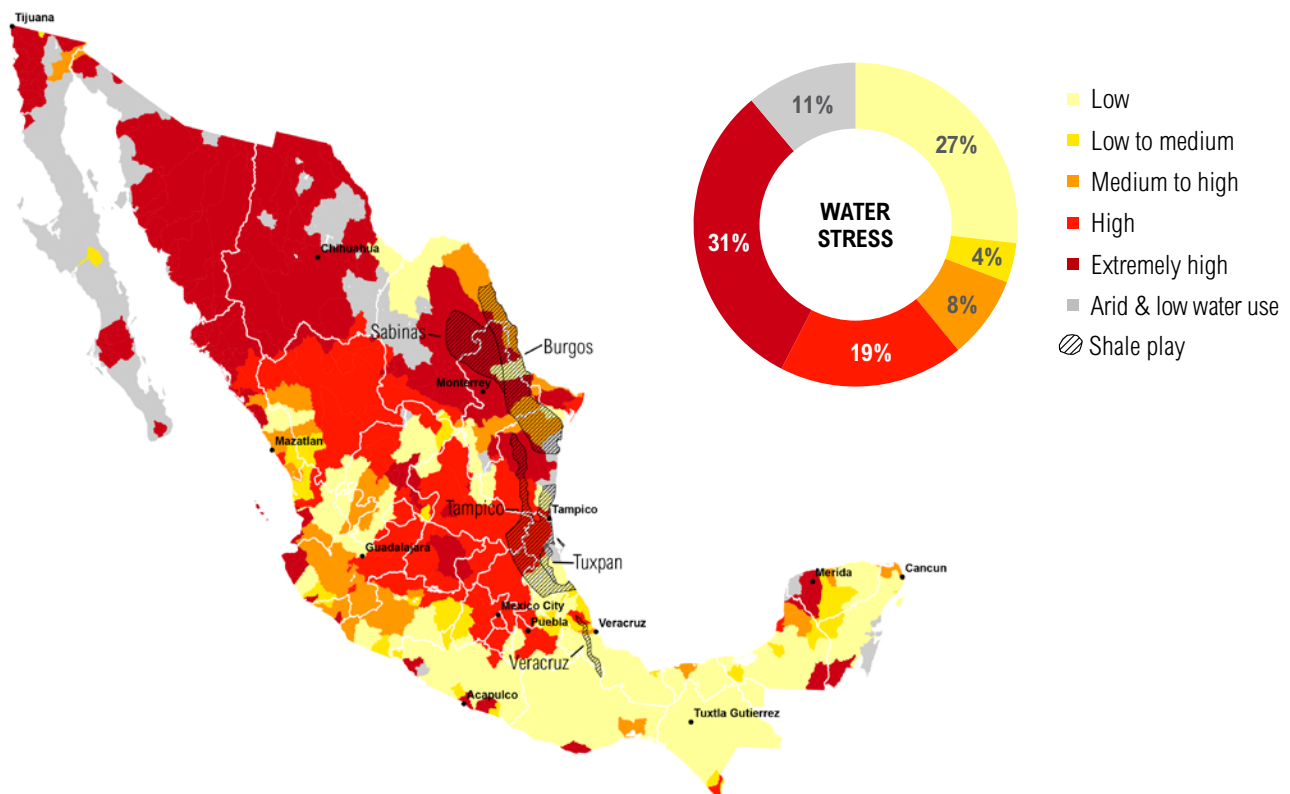 Tijuana
Chihuahua
Sabinas
Burgos
Monterrey
Mazatlan
Tampico
Tampico
Guadalajara
Tuxpan
Mexico City
Puebla
Veracruz
Veracruz
Acapulco
Merida
Cancun
Tuxtla Gutierrez
WATER
STRESS
11%
27%
4%
8%
19%
31%
Low
Low to medium
Medium to high
High
Extremely high
Arid & low water use
Shale play